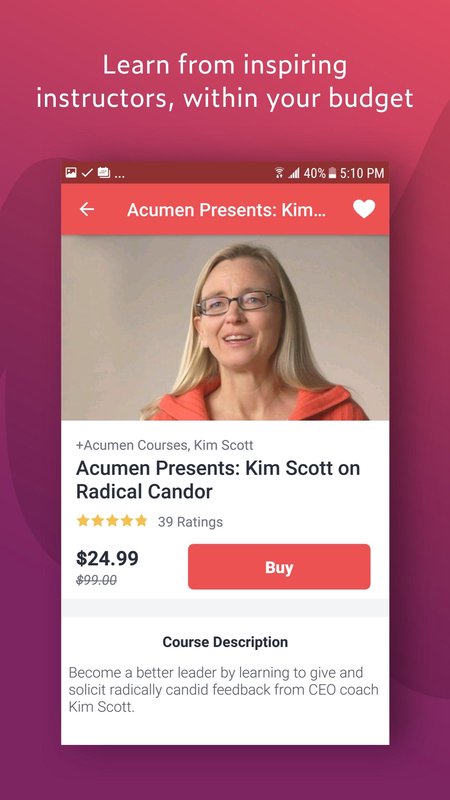 Learn from inspiring
instructors, within your budget
... 40% 5:10 PM
Acumen Presents: Kim...
+Acumen Courses, Kim Scott
Acumen Presents: Kim Scott on
Radical Candor
39 Ratings
$24.99
$99.00
Buy
Course Description
Become a better leader by learning to give and
solicit radically candid feedback from CEO coach
Kim Scott.